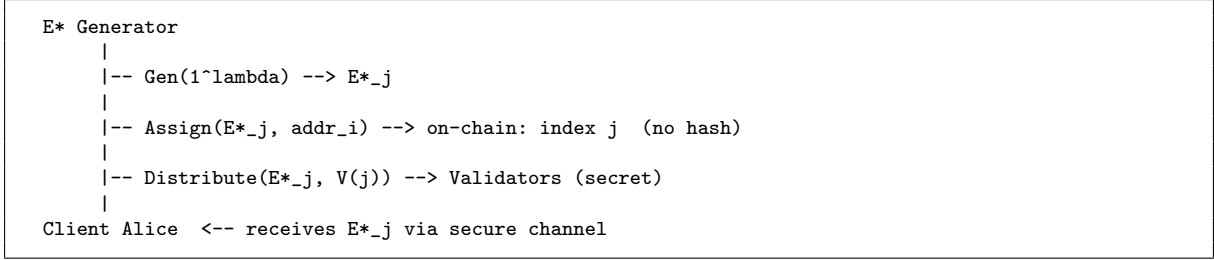 E* Generator
|
|-- Gen(1^lambda) --> E*_j
|
|-- Assign(E*_j, addr_i) --> on-chain: index j  (no hash)
|
|-- Distribute(E*_j, V(j)) --> Validators (secret)
|
Client Alice  <-- receives E*_j via secure channel